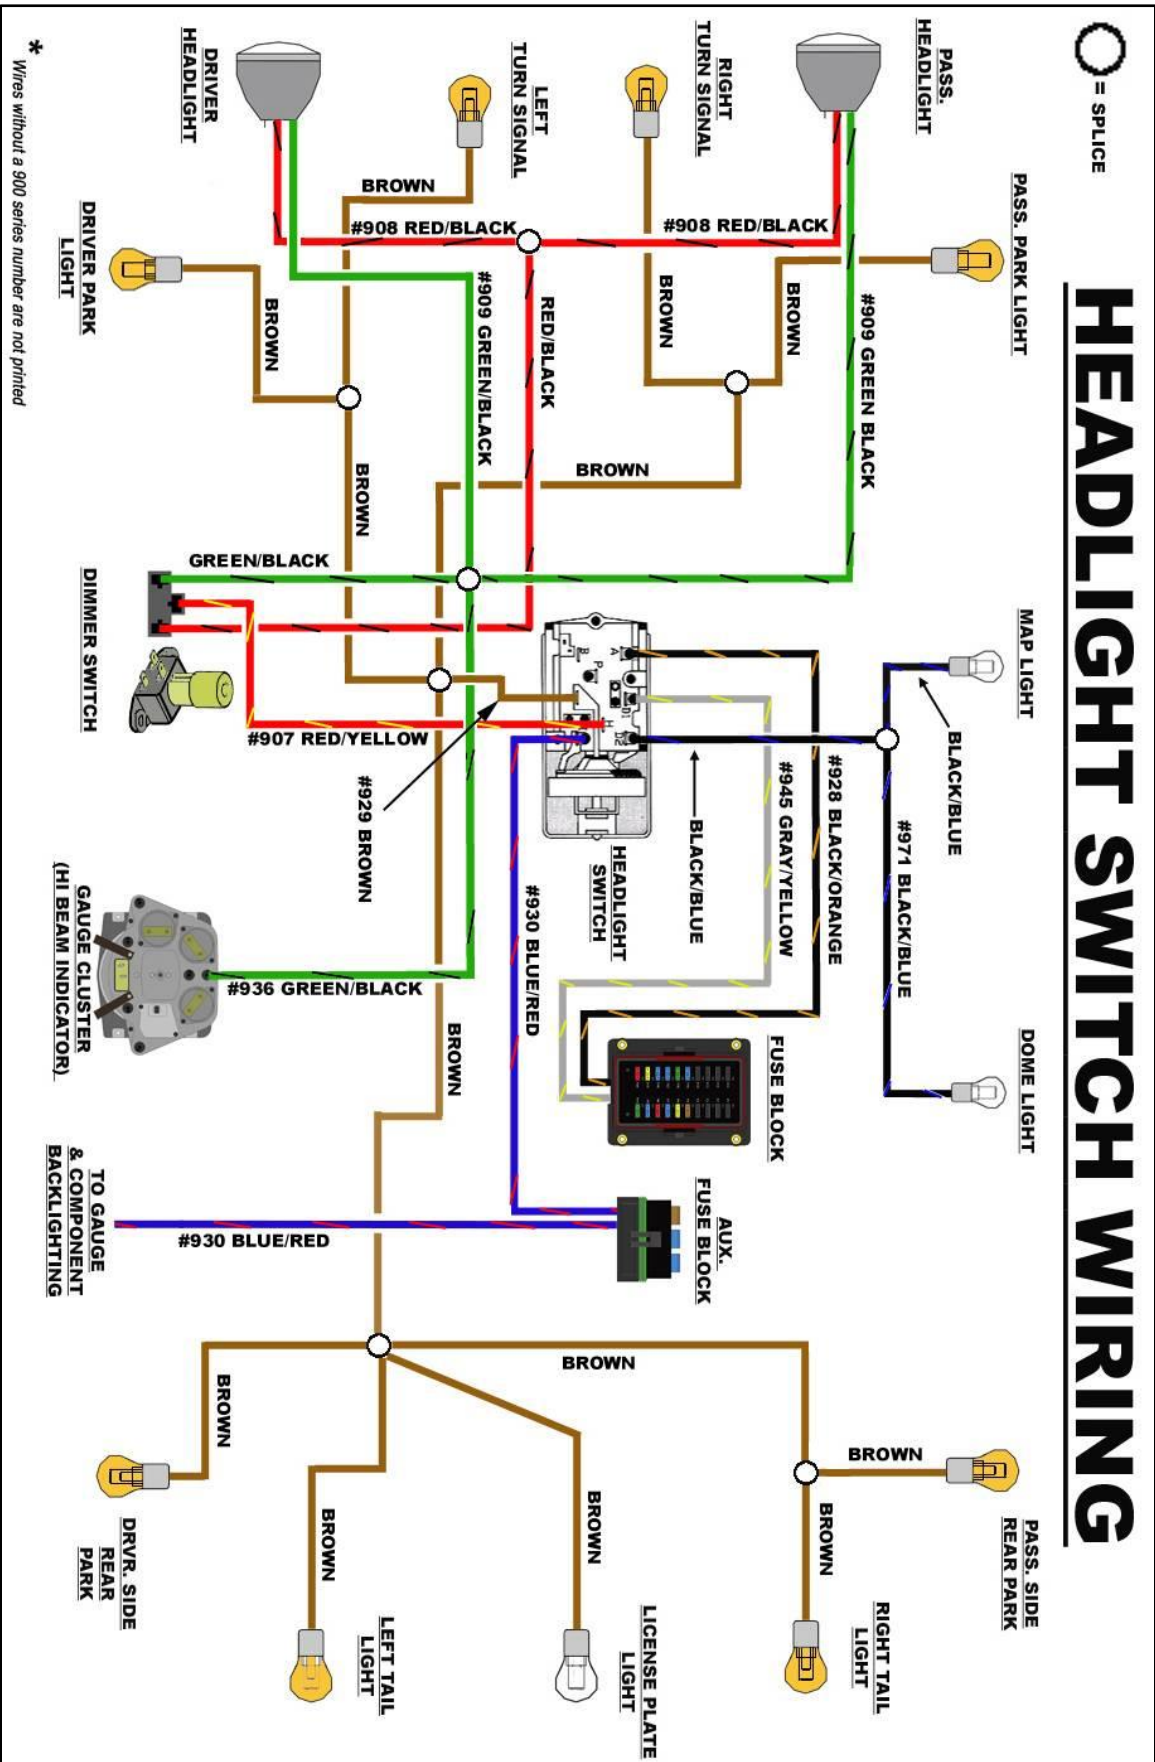 HEADLIGHT SWITCH WIRING
= SPLICE
PASS.
HEADLIGHT
PASS. PARK LIGHT
RIGHT
TURN SIGNAL
LEFT
TURN SIGNAL
DRIVER
HEADLIGHT
DRIVER PARK
LIGHT
BROWN
#908 RED/BLACK
#908 RED/BLACK
BROWN
BROWN
BROWN
#909 GREEN/BLACK
RED/BLACK
#909 GREEN BLACK
BROWN
BROWN
GREEN/BLACK
DIMMER SWITCH
#907 RED/YELLOW
#929 BROWN
A
B
P
D1
H
D2
HEADLIGHT
SWITCH
BLACK/BLUE
#945 GRAY/YELLOW
#928 BLACK/ORANGE
MAP LIGHT
BLACK/BLUE
#971 BLACK/BLUE
DOME LIGHT
FUSE BLOCK
#930 BLUE/RED
GAUGE CLUSTER
(HI BEAM INDICATOR)
#936 GREEN/BLACK
BROWN
AUX.
FUSE BLOCK
TO GAUGE
& COMPONENT
BACKLIGHTING
#930 BLUE/RED
BROWN
BROWN
BROWN
BROWN
BROWN
BROWN
PASS. SIDE
REAR PARK
RIGHT TAIL
LIGHT
LICENSE PLATE
LIGHT
LEFT TAIL
LIGHT
DRVR. SIDE
REAR
PARK
* Wires without a 900 series number are not printed